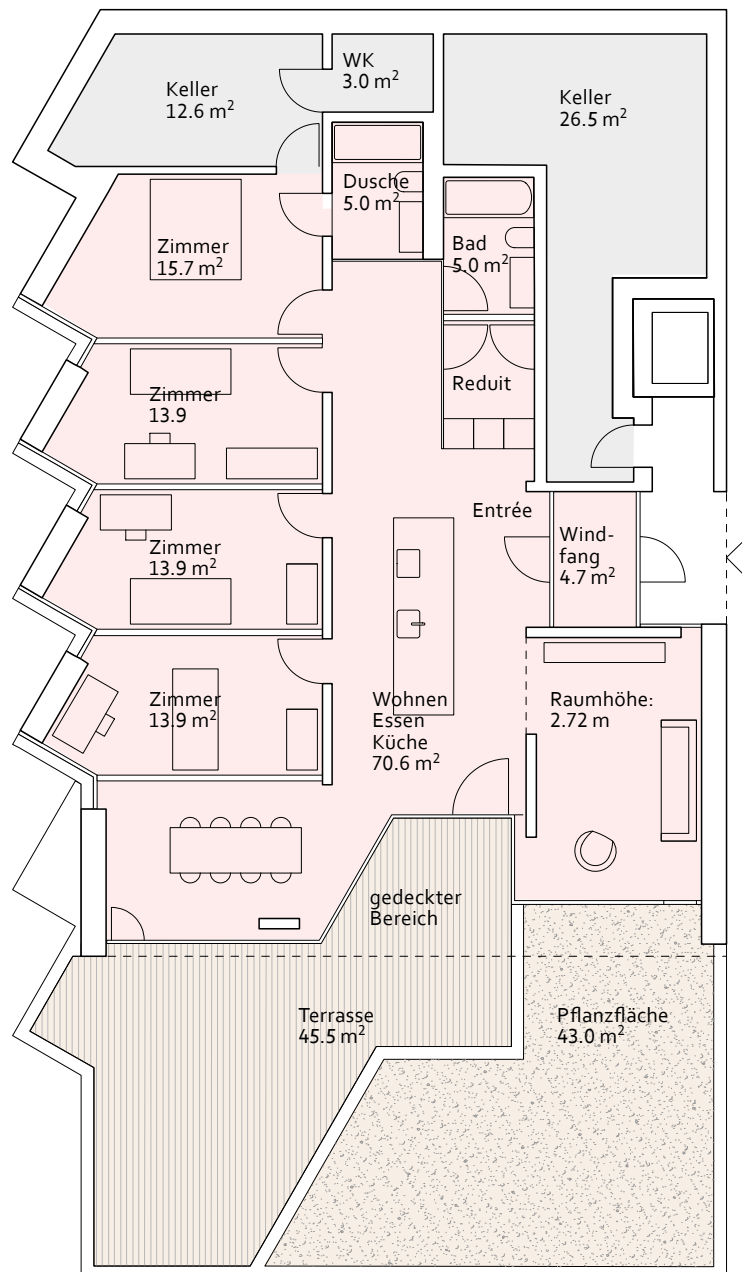 WK
3.0 m²
Keller
12.6 m²
Keller
26.5 m²
Dusche
5.0 m²
Zimmer
15.7 m²
Bad
5.0 m²
Reduit
Zimmer
13.9
Entrée
Wind-
fang
4.7 m²
Zimmer
13.9 m²
Zimmer
13.9 m²
Wohnen
Essen
Küche
70.6 m²
Raumhöhe:
2.72 m
gedeckter
Bereich
Terrasse
45.5 m²
Pflanzfläche
43.0 m²